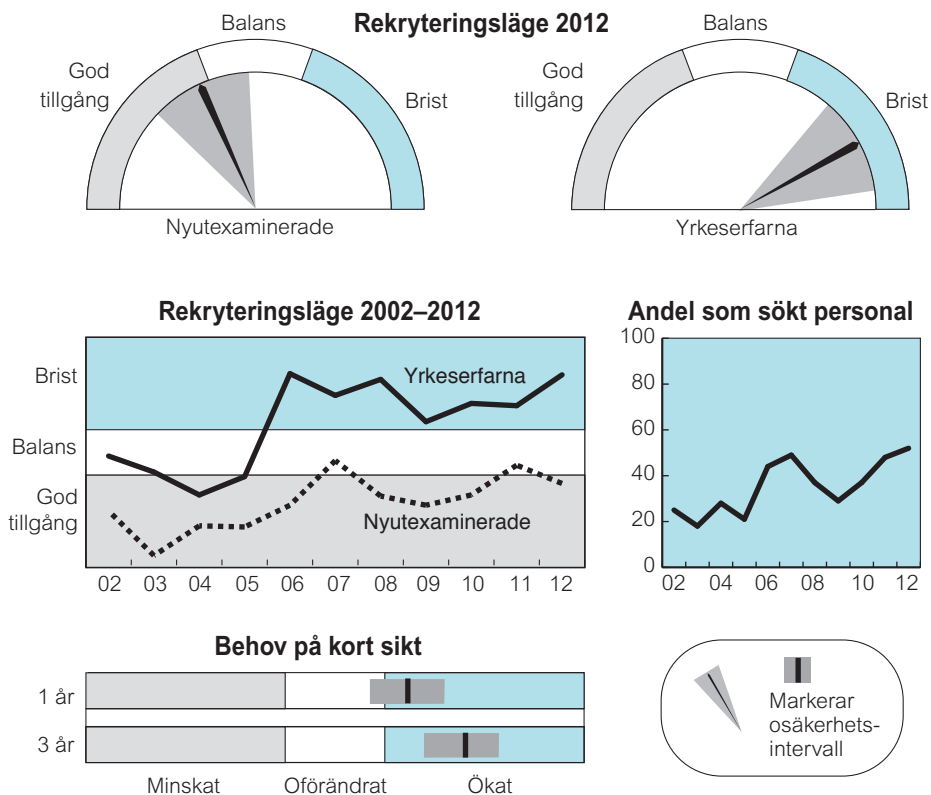 Rekryteringsläge 2012
Balans
God
tillgång
Brist
Nyutexaminerade
Balans
God
tillgång
Brist
Yrkeserfarna
Rekryteringsläge 2002–2012
Brist
Balans
God
tillgång
Yrkeserfarna
Nyutexaminerade
02 03 04 05 06 07 08 09 10 11 12
Andel som sökt personal
100
80
60
40
20
0
02 04 06 08 10 12
Behov på kort sikt
1 år
3 år
Minskat Oförändrat Ökat
Markerar
osäkerhets-
intervall